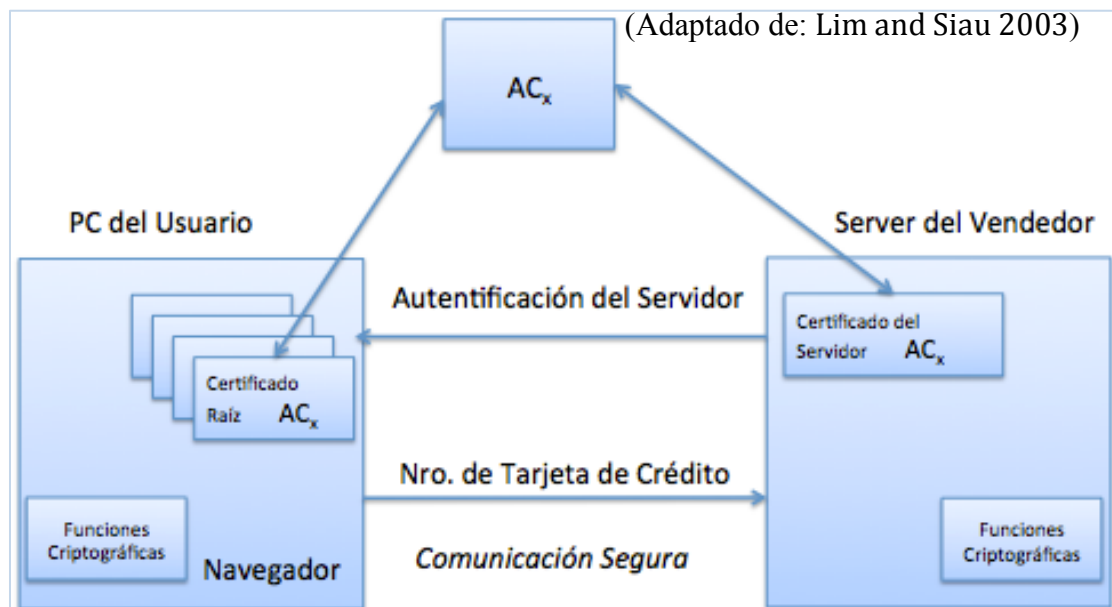 (Adaptado de: Lim and Siau 2003)
ACx
PC del Usuario
Server del Vendedor
Autentificación del Servidor
Certificado del
Servidor ACx
Certificado
Raíz ACx
Nro. de Tarjeta de Crédito
Funciones
Criptográficas
Navegador
Comunicación Segura
Funciones
Criptográficas